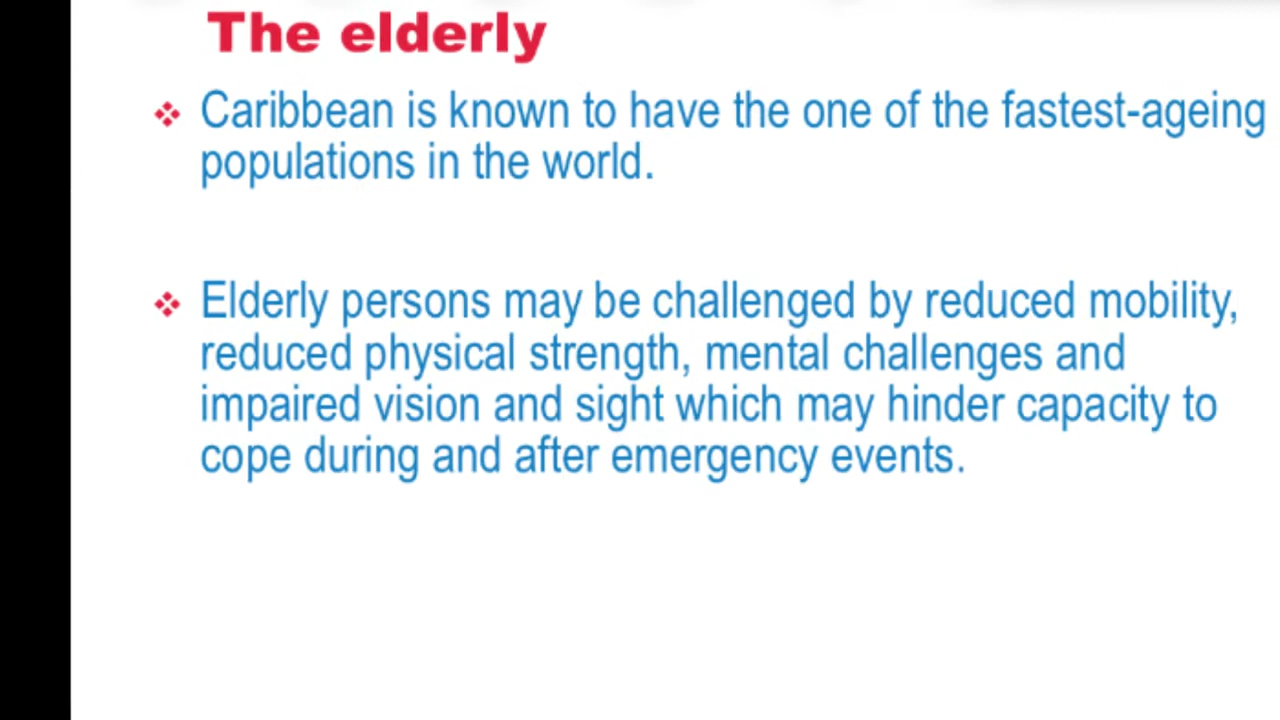 The elderly
Caribbean is known to have the one of the fastest-ageing
populations in the world.
Elderly persons may be challenged by reduced mobility,
reduced physical strength, mental challenges and
impaired vision and sight which may hinder capacity to
cope during and after emergency events.